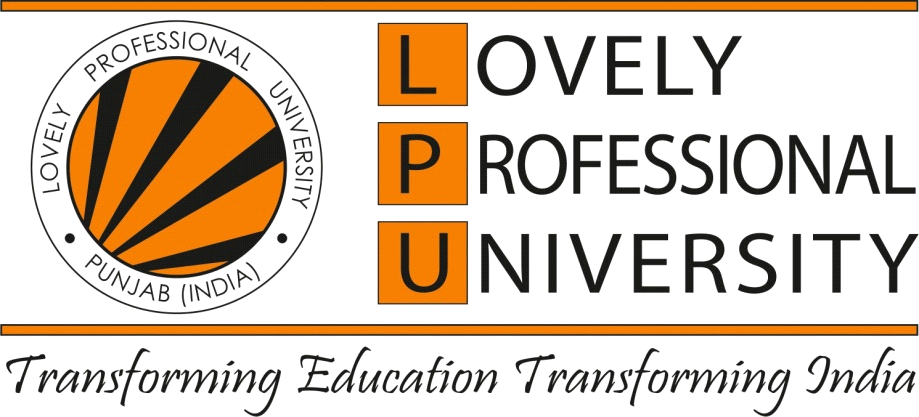 LOVELY PROFESSIONAL UNIVERSITY
• PUNJAB (INDIA) •
LOVELY
PROFESSIONAL
UNIVERSITY
Transforming Education Transforming India